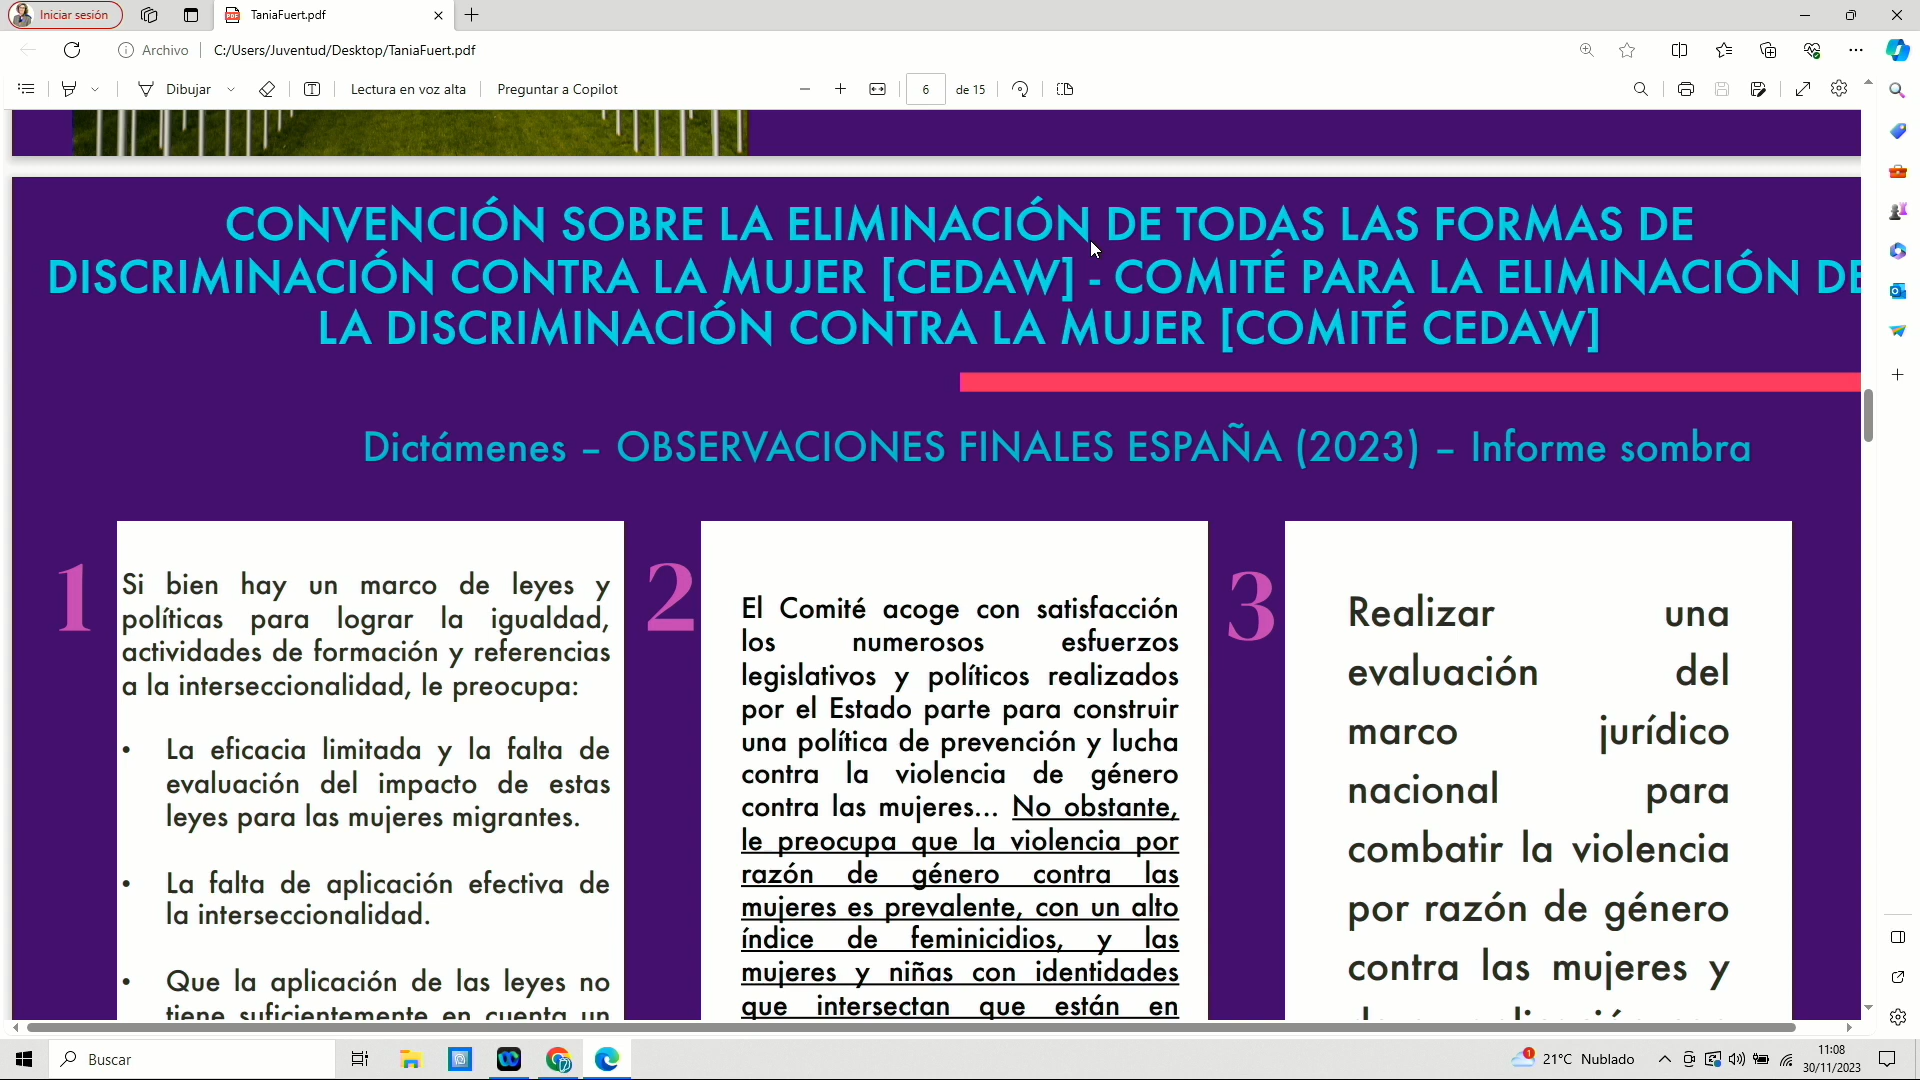 Iniciar sesión
TaniaFuert.pdf
Archivo
C:/Users/Juventud/Desktop/TaniaFuert.pdf
Dibujar
Lectura en voz alta
Preguntar a Copilot
6 de 15
CONVENCIÓN SOBRE LA ELIMINACIÓN DE TODAS LAS FORMAS DE
DISCRIMINACIÓN CONTRA LA MUJER [CEDAW] - COMITÉ PARA LA ELIMINACIÓN DE
LA DISCRIMINACIÓN CONTRA LA MUJER [COMITÉ CEDAW]
Dictámenes – OBSERVACIONES FINALES ESPAÑA (2023) – Informe sombra
1
Si bien hay un marco de leyes y
políticas para lograr la igualdad,
actividades de formación y referencias
a la interseccionalidad, le preocupa:
• La eficacia limitada y la falta de
evaluación del impacto de estas
leyes para las mujeres migrantes.
• La falta de aplicación efectiva de
la interseccionalidad.
• Que la aplicación de las leyes no
tiene suficientemente en cuenta un
2
El Comité acoge con satisfacción
los numerosos esfuerzos
legislativos y políticos realizados
por el Estado parte para construir
una política de prevención y lucha
contra la violencia de género
contra las mujeres... No obstante,
le preocupa que la violencia por
razón de género contra las
mujeres es prevalente, con un alto
índice de feminicidios, y las
mujeres y niñas con identidades
que intersectan que están en
3
Realizar una
evaluación del
marco jurídico
nacional para
combatir la violencia
por razón de género
contra las mujeres y
Buscar
1
21°C Nublado
11:08
30/11/2023